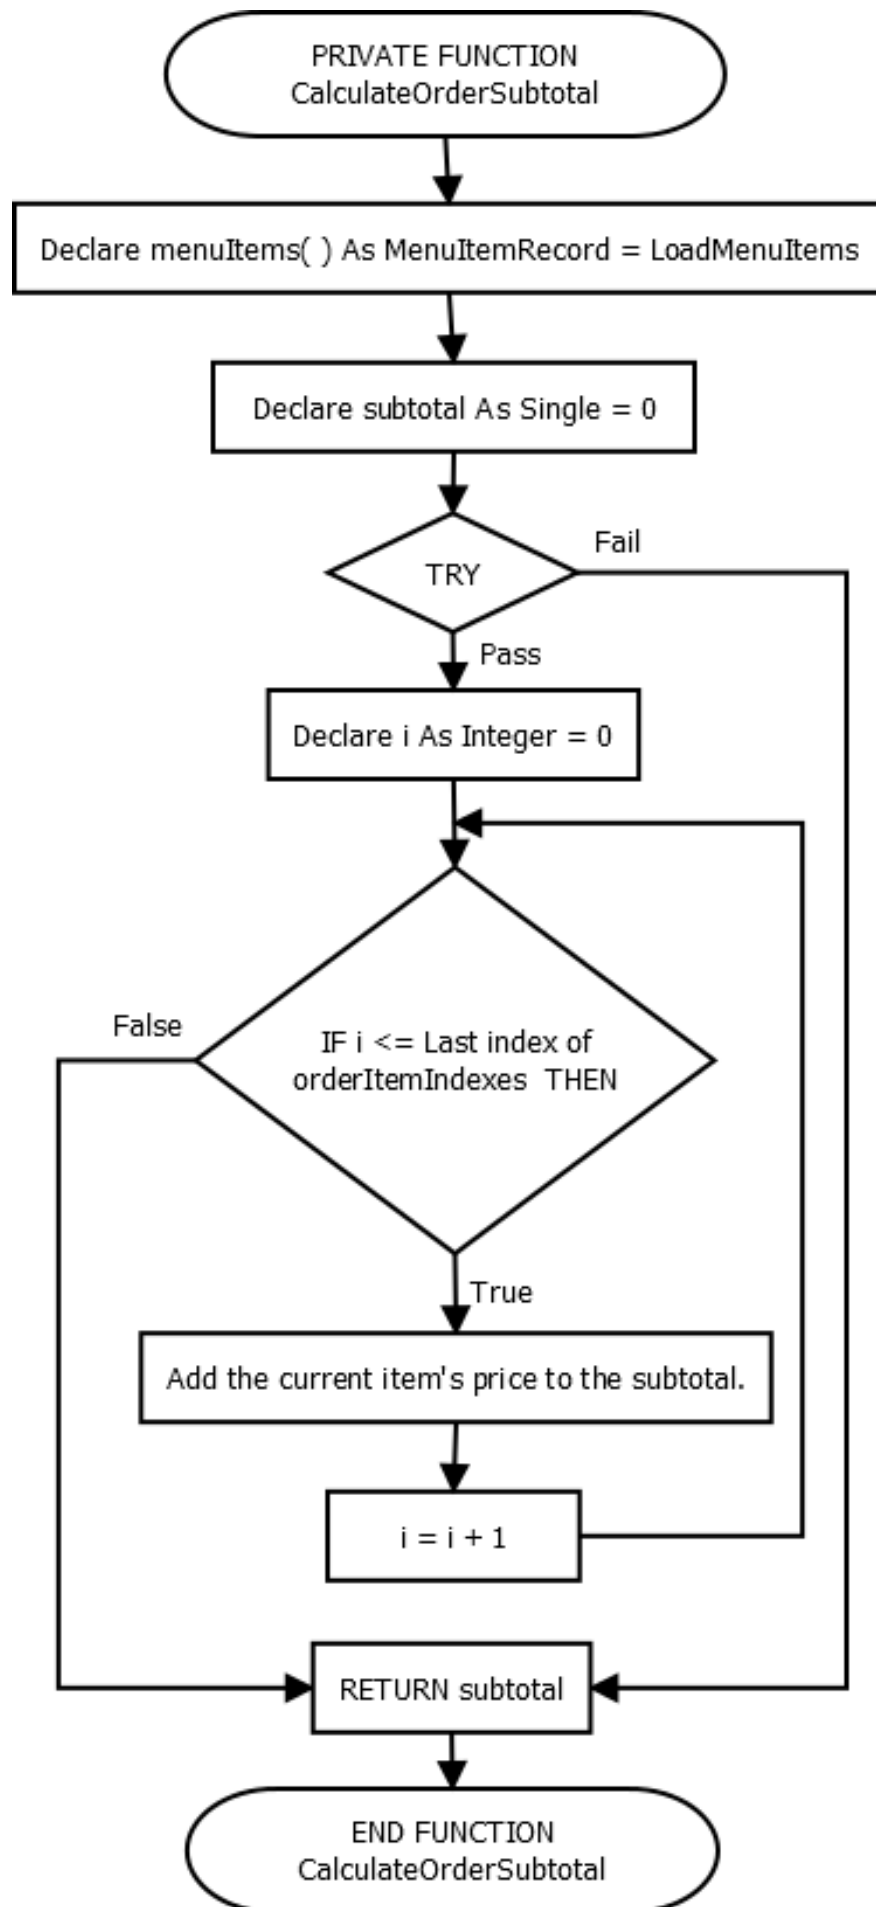 PRIVATE FUNCTION
CalculateOrderSubtotal
Declare menuItems( ) As MenuItemRecord = LoadMenuItems
Declare subtotal As Single = 0
TRY
Fail
Pass
Declare i As Integer = 0
False
IF i <= Last index of
orderItemIndexes THEN
True
Add the current item's price to the subtotal.
i = i + 1
RETURN subtotal
END FUNCTION
CalculateOrderSubtotal